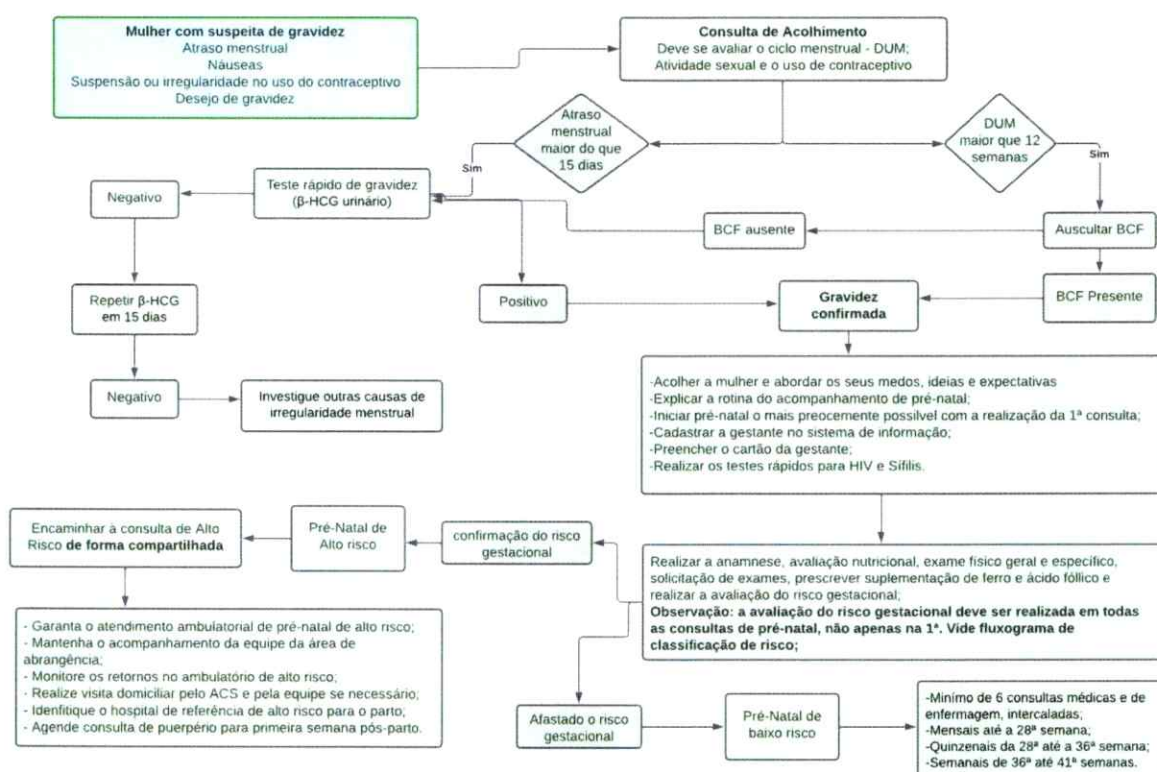 Mulher com suspeita de gravidez
Atraso menstrual
Náuseas
Suspensão ou irregularidade no uso do contraceptivo
Desejo de gravidez
Consulta de Acolhimento
Deve se avaliar o ciclo menstrual - DUM;
Atividade sexual e o uso de contraceptivo
Atraso
menstrual
maior do que
15 dias
DUM
maior que 12
semanas
Sim
Sim
Negativo
Teste rápido de gravidez
(β-HCG urinário)
BCF ausente
Auscultar BCF
Repetir β-HCG
em 15 dias
Positivo
Gravidez
confirmada
BCF Presente
Negativo
Investigue outras causas de
irregularidade menstrual
-Acolher a mulher e abordar os seus medos, ideias e expectativas
-Explicar a rotina do acompanhamento de pré-natal;
-Iniciar pré-natal o mais preocemente possilvel com a realização da 1ª consulta;
-Cadastrar a gestante no sistema de informação;
-Preencher o cartão da gestante;
-Realizar os testes rápidos para HIV e Sífilis.
Encaminhar à consulta de Alto
Risco de forma compartilhada
Pré-Natal de
Alto risco
confirmação do risco
gestacional
Realizar a anamnese, avaliação nutricional, exame físico geral e específico,
solicitação de exames, prescrever suplementação de ferro e ácido fóllico e
realizar a avaliação do risco gestacional;
Observação: a avaliação do risco gestacional deve ser realizada em todas
as consultas de pré-natal, não apenas na 1ª. Vide fluxograma de
classificação de risco;
- Garanta o atendimento ambulatorial de pré-natal de alto risco;
- Mantenha o acompanhamento da equipe da área de
abrangência;
- Monitore os retornos no ambulatório de alto risco;
- Realize visita domiciliar pelo ACS e pela equipe se necessário;
- Idenfitique o hospital de referência de alto risco para o parto;
- Agende consulta de puerpério para primeira semana pós-parto.
Afastado o risco
gestacional
Pré-Natal de
baixo risco
-Minímo de 6 consultas médicas e de
enfermagem, intercaladas;
-Mensais até a 28ª semana;
-Quinzenais da 28ª até a 36ª semana;
-Semanais de 36ª até 41ª semanas.